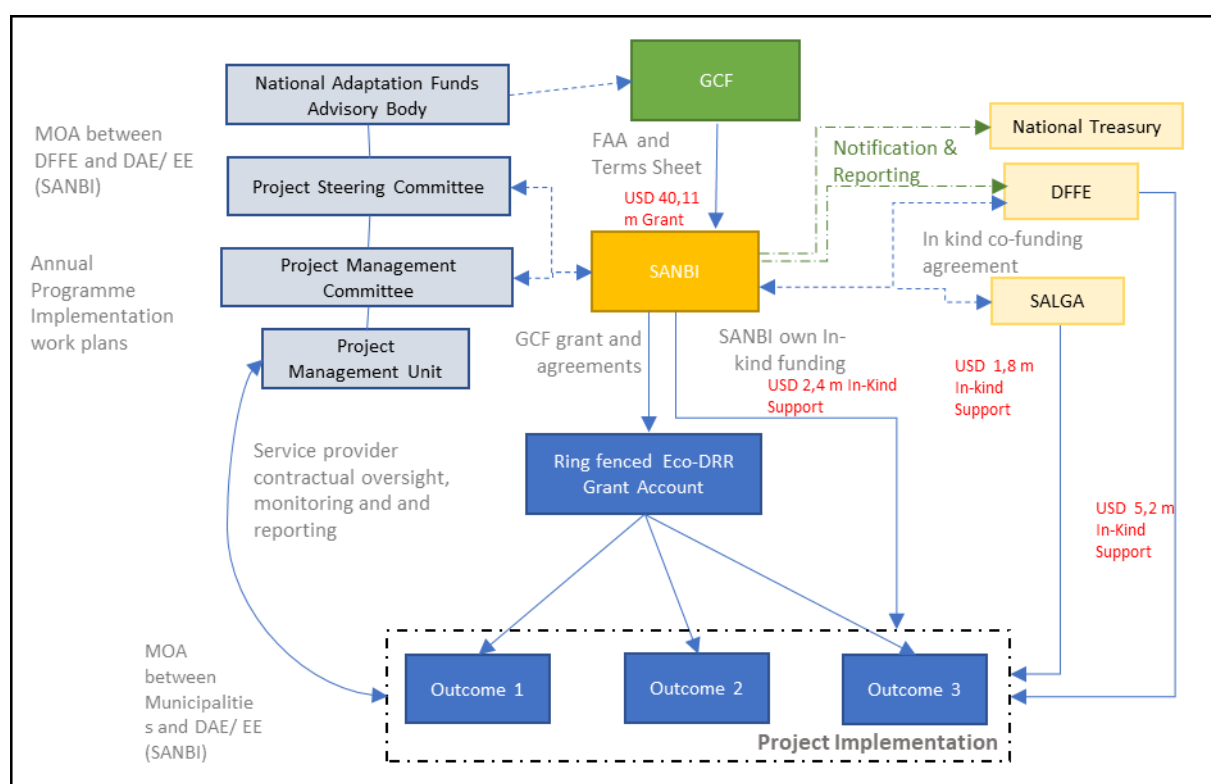 National Adaptation Funds
Advisory Body
GCF
National Treasury
MOA between
DFFE and DAE/ EE
(SANBI)
FAA and
Terms Sheet
Notification &
Reporting
Project Steering Committee
USD 40,11
m Grant
DFFE
In kind co-funding
agreement
Annual
Programme
Implementation
work plans
Project Management
Committee
SANBI
SALGA
Project
Management Unit
GCF grant and
agreements
SANBI own In-
kind funding
USD 2,4 m In-Kind
Support
USD 1,8 m
In-kind
Support
Service provider
contractual oversight,
monitoring and and
reporting
Ring fenced Eco-DRR
Grant Account
USD 5,2 m
In-Kind
Support
MOA
between
Municipalitie
s and DAE/ EE
(SANBI)
Outcome 1
Outcome 2
Outcome 3
Project Implementation